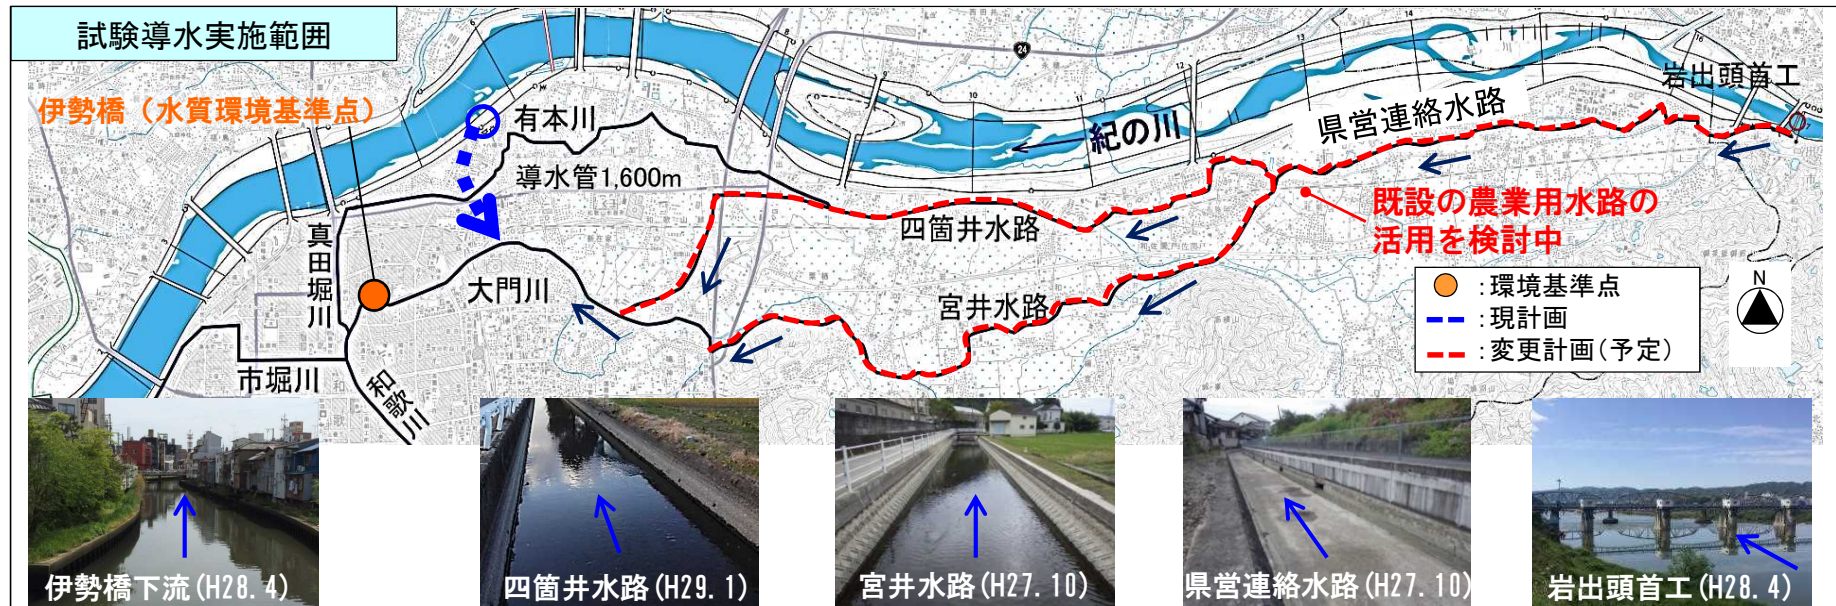 試験導水実施範囲
岩出頭首工
伊勢橋(水質環境基準点)
有本川
紀の川
県営連絡水路
24
導水管1,600m
既設の農業用水路の
活用を検討中
四箇井水路
真田堀川
大門川
宮井水路
:環境基準点
:現計画
:変更計画(予定)
N
市堀川
和歌川
伊勢橋下流(H28.4)
四箇井水路(H29.1)
宮井水路(H27.10)
県営連絡水路(H27.10)
岩出頭首工(H28.4)